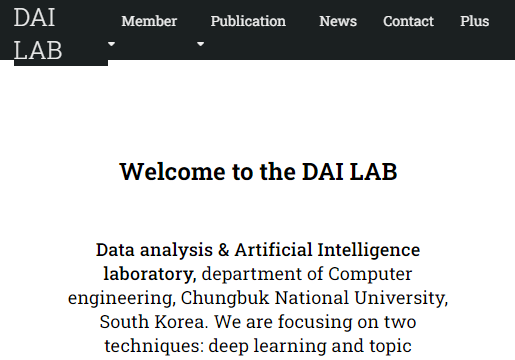 DAI
LAB
Member
Publication
News
Contact
Plus
Welcome to the DAI LAB
Data analysis & Artificial Intelligence
laboratory, department of Computer
engineering, Chungbuk National University,
South Korea. We are focusing on two
techniques: deep learning and topic